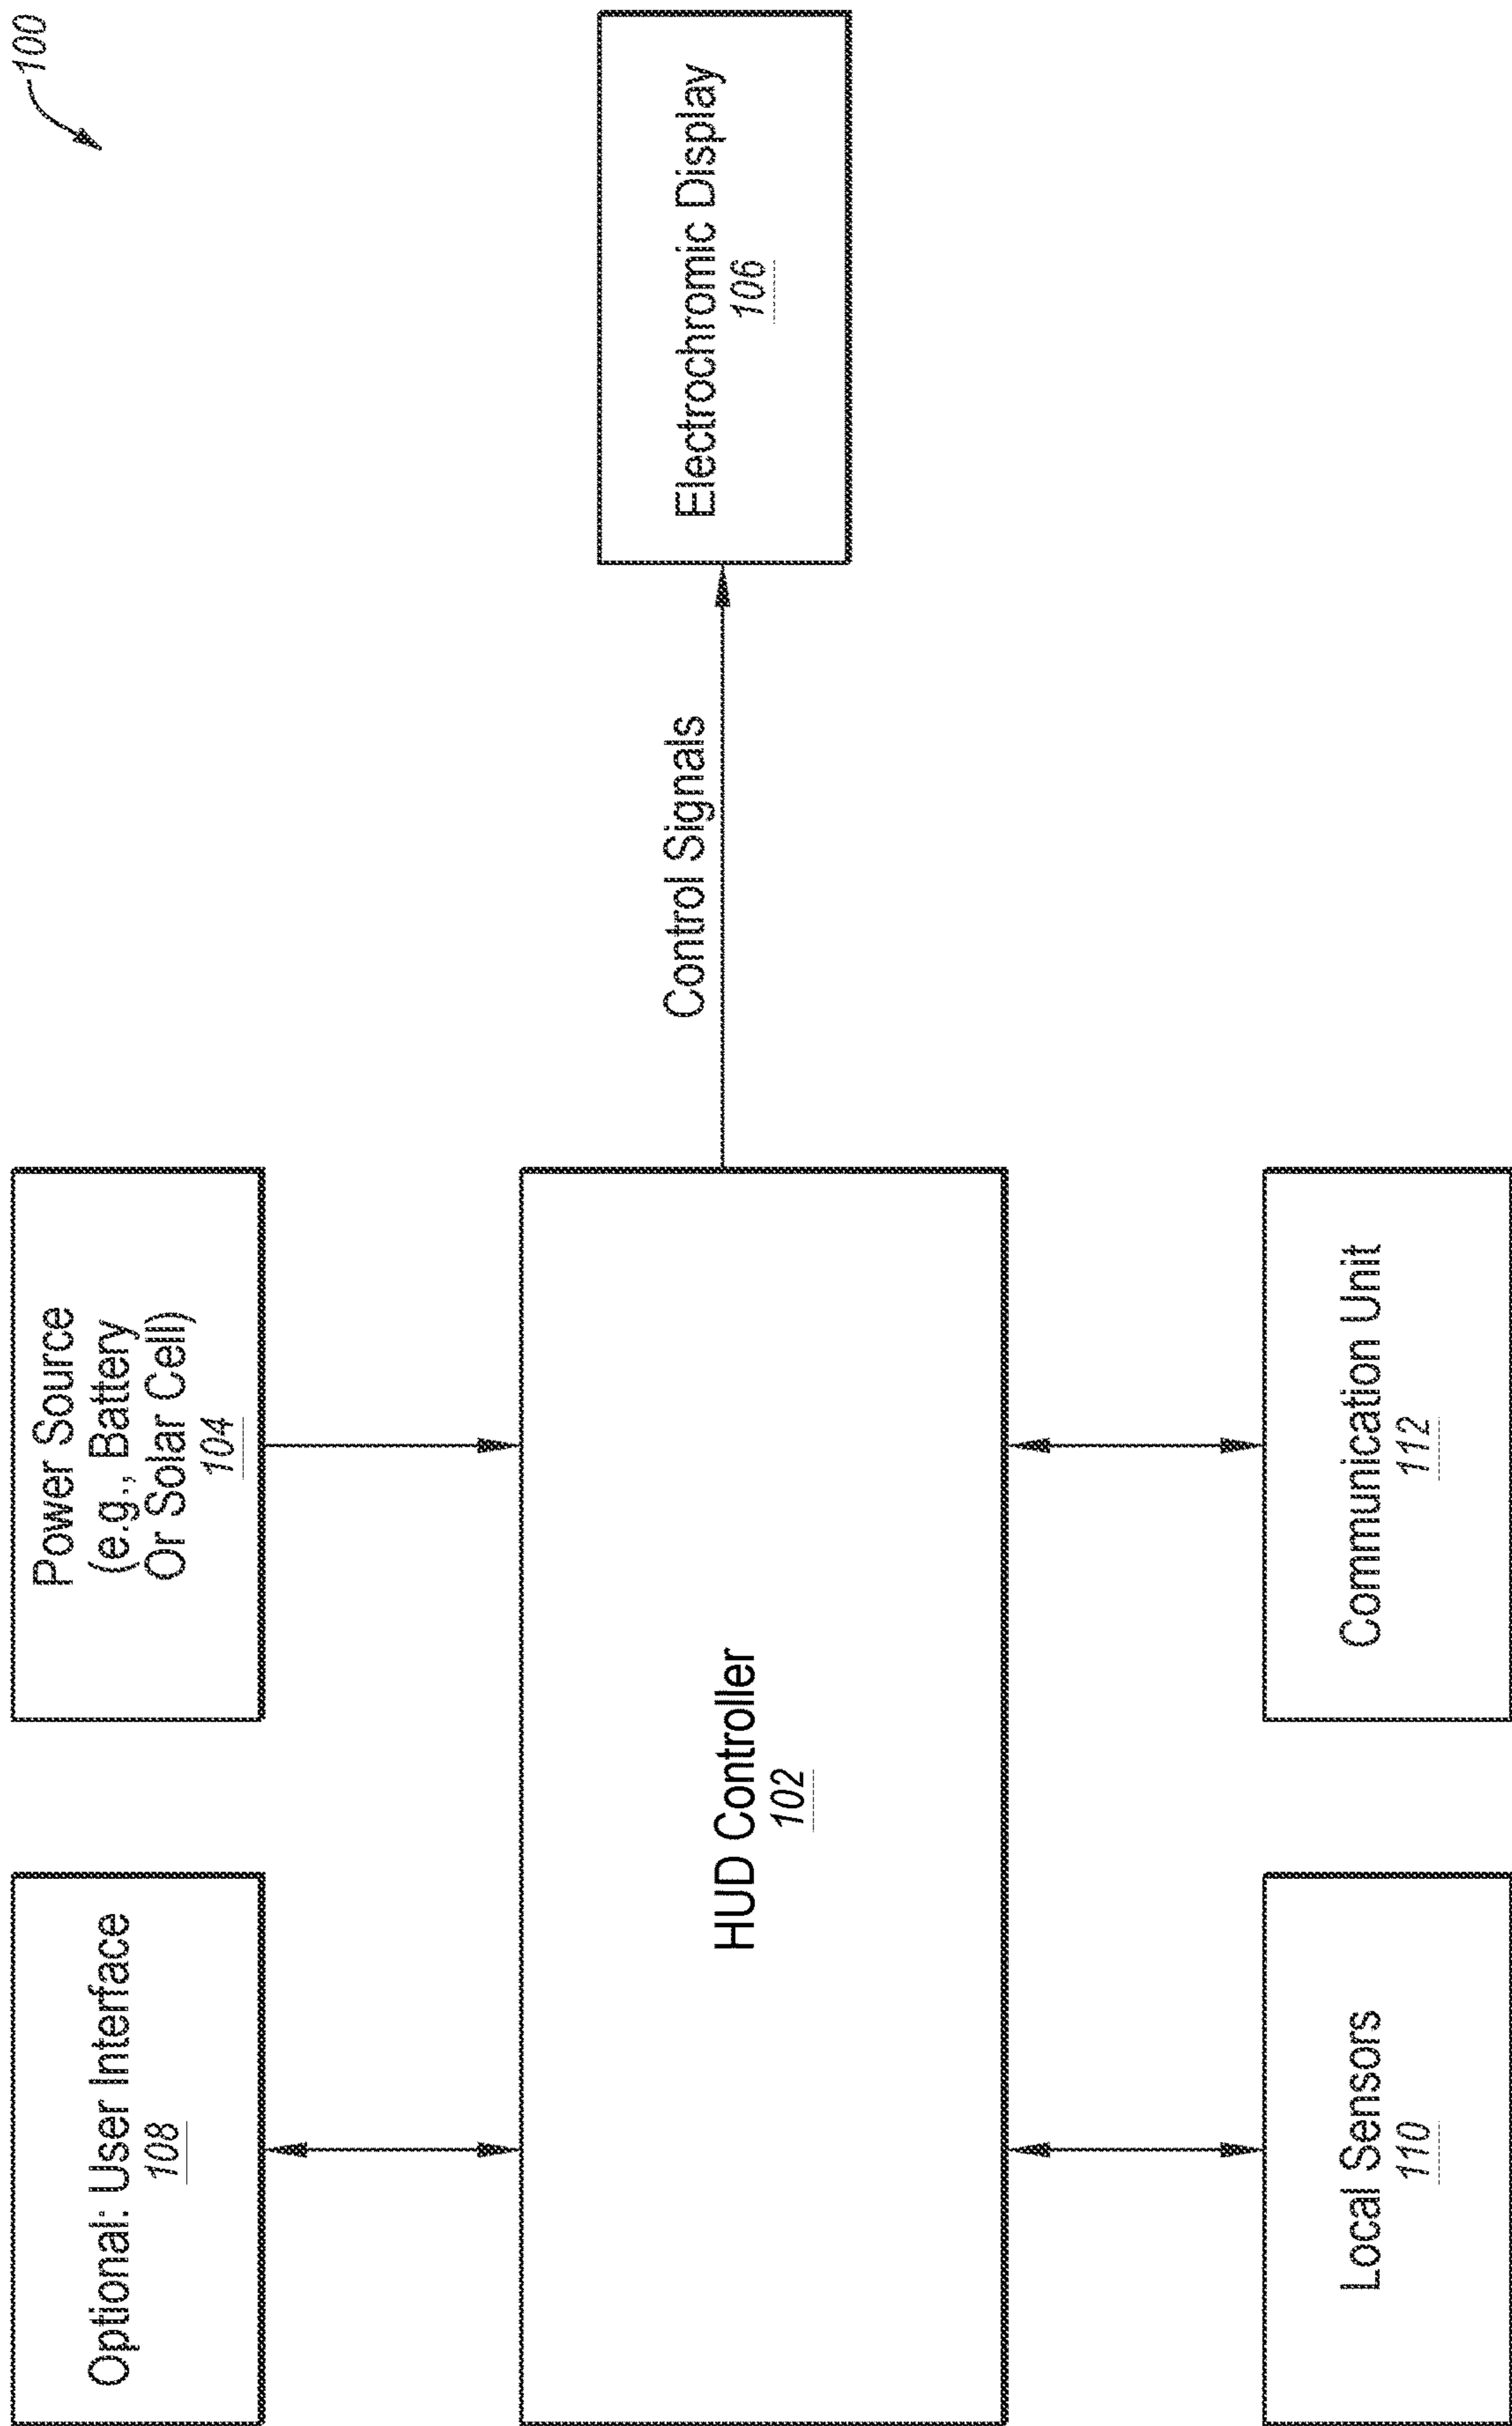 100
Optional: User Interface
108
Power Source
(e.g., Battery
Or Solar Cell)
104
HUD Controller
102
Control Signals
Electrochromic Display
106
Local Sensors
110
Communication Unit
112